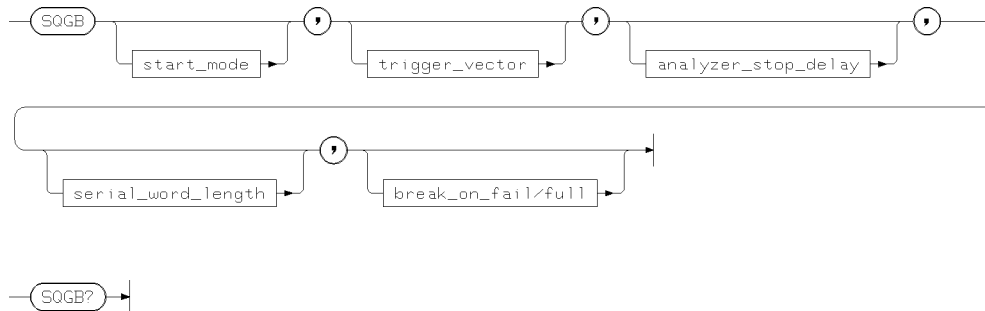 SQGB , , ,
start_mode trigger_vector analyzer_stop_delay
,
serial_word_length break_on_fail/full
SQGB?